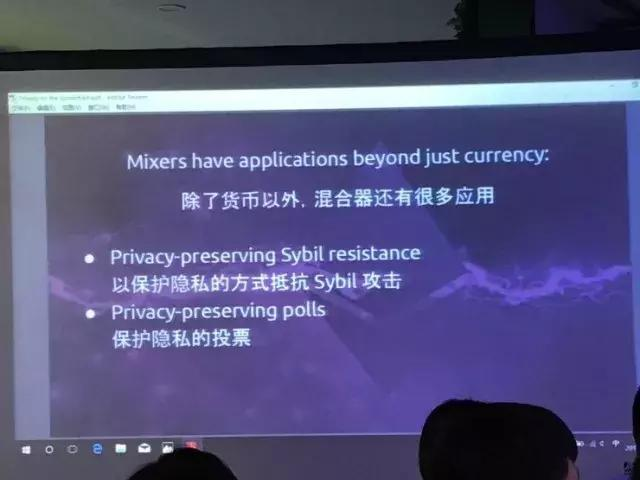 Mixers have applications beyond just currency:
除了货币以外, 混合器还有很多应用
● Privacy-preserving Sybil resistance
以保护隐私的方式抵抗 Sybil 攻击
● Privacy-preserving polls
保护隐私的投票